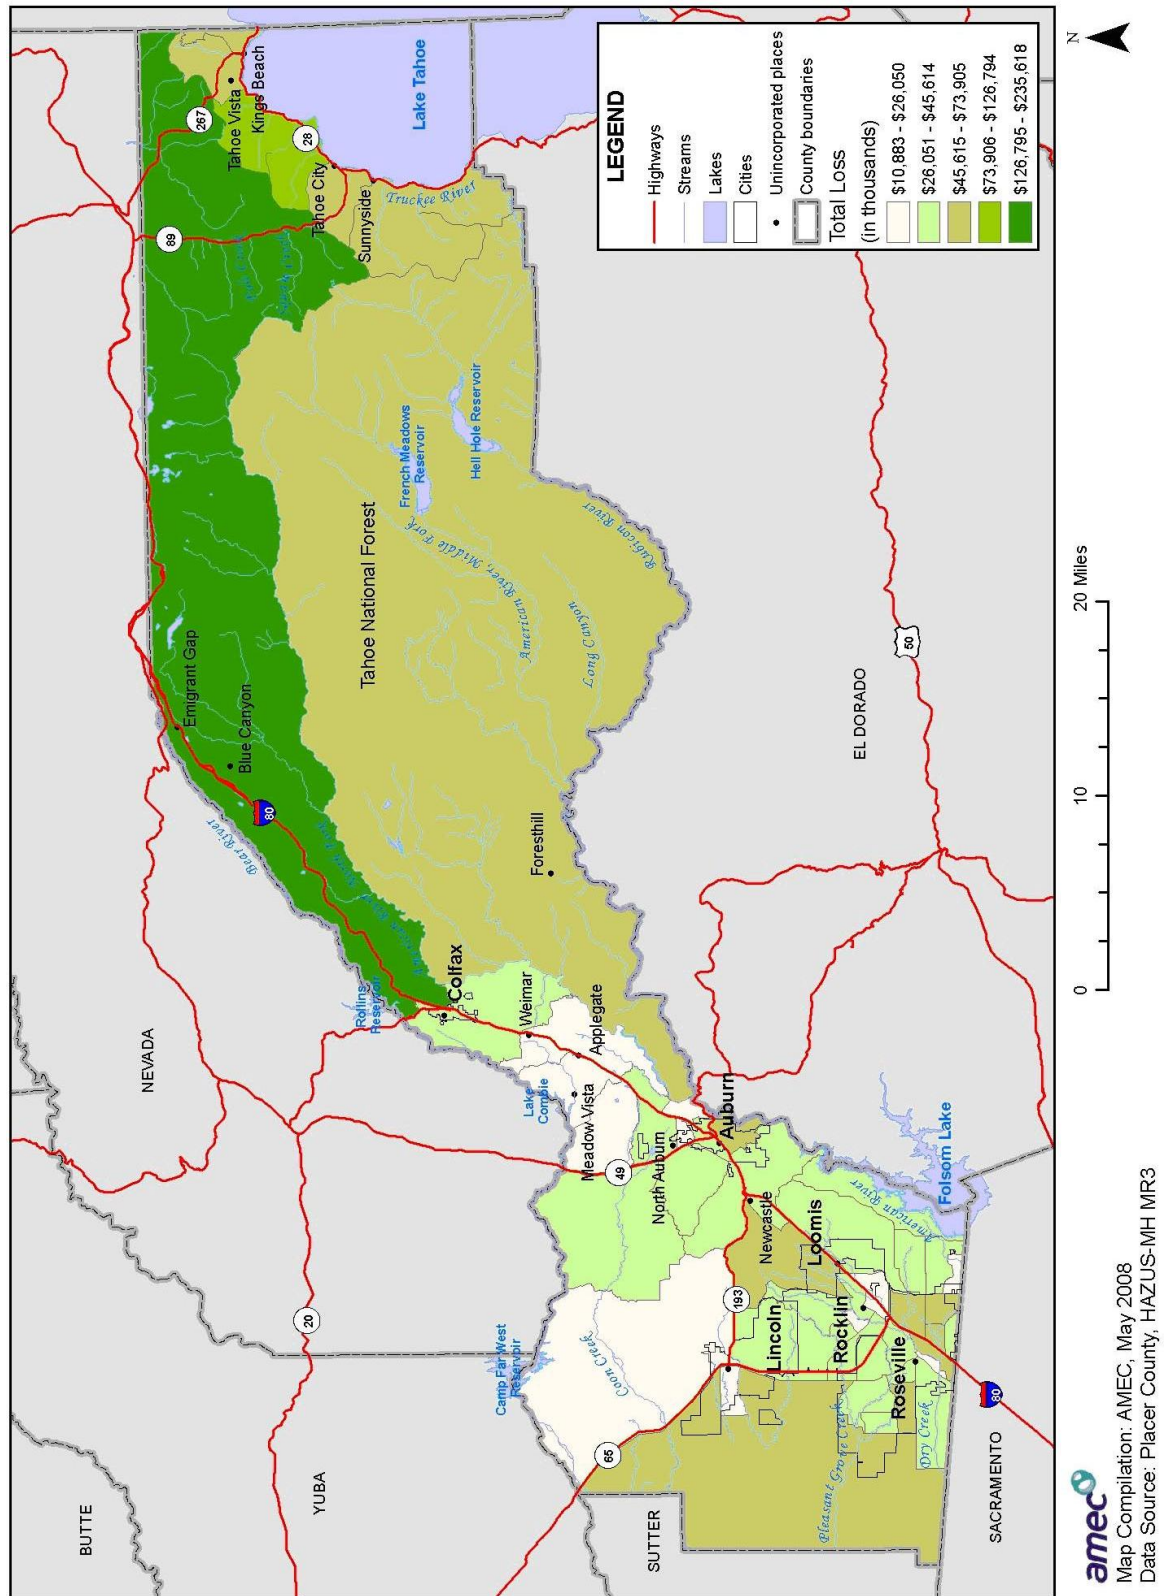 BUTTE
YUBA
NEVADA
SUTTER
SACRAMENTO
EL DORADO
20
49
65
193
80
80
89
267
28
50
Bear River
Rollins
Reservoir
Lake
Combie
Camp Far West
Reservoir
Coon Creek
Pleasant Grove Creek
Dry Creek
American River
Folsom Lake
Emigrant Gap
Blue Canyon
Colfax
Weimar
Applegate
Meadow Vista
North Auburn
Auburn
Newcastle
Loomis
Lincoln
Rocklin
Roseville
Foresthill
Tahoe National Forest
French Meadows
Reservoir
Hell Hole Reservoir
American River, Middle Fork
Long Canyon
Rubicon River
Tahoe Vista
Kings Beach
Tahoe City
Sunnyside
Truckee River
Lake Tahoe
LEGEND
Highways
Streams
Lakes
Cities
Unincorporated places
County boundaries
Total Loss
(in thousands)
$10,883 - $26,050
$26,051 - $45,614
$45,615 - $73,905
$73,906 - $126,794
$126,795 - $235,618
N
0
10
20 Miles
amec
Map Compilation: AMEC, May 2008
Data Source: Placer County, HAZUS-MH MR3